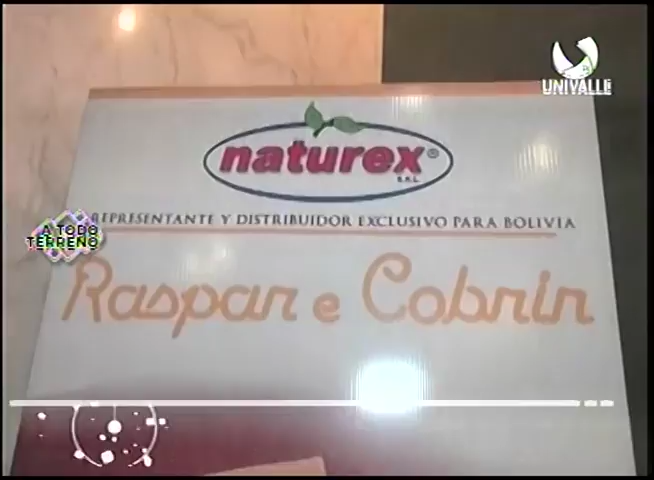 UNIVALLE
naturex®
S.R.L.
REPRESENTANTE Y DISTRIBUIDOR EXCLUSIVO PARA BOLIVIA
A TODO
TERRENO
Raspar e Cobrir